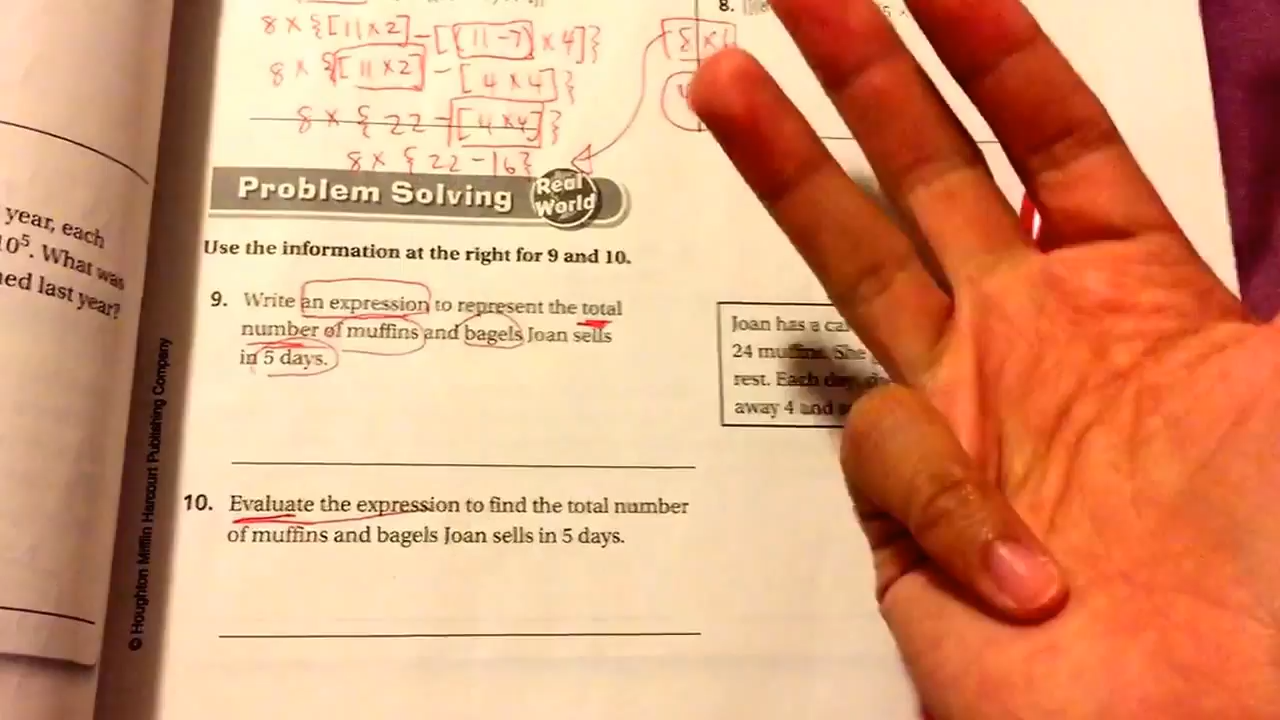 8 × {[11×2] - [(11-7) × 4]}
8.
8 × {[11×2] - [4×4]}
8 × {22 - [4×4]}
8 × {22 - 16}
Problem Solving Real World
year, each
10⁵. What was
last year?
Use the information at the right for 9 and 10.
9. Write an expression to represent the total
number of muffins and bagels Joan sells
in 5 days.
Joan has a
24 muffins. She
rest. Each day,
away 4 and
10. Evaluate the expression to find the total number
of muffins and bagels Joan sells in 5 days.
© Houghton Mifflin Harcourt Publishing Company